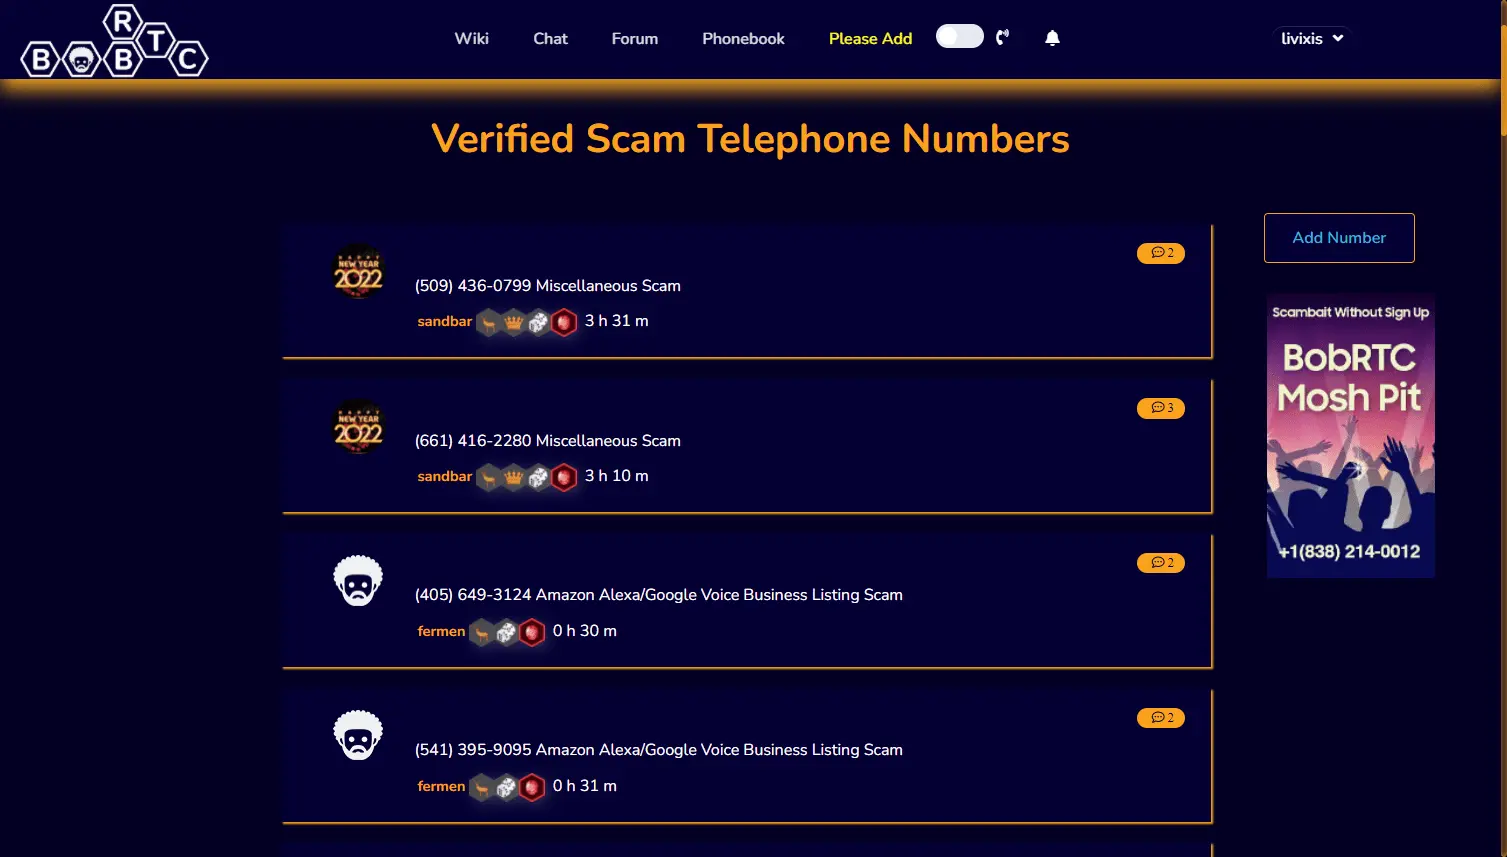 R
B O B T C
Wiki Chat Forum Phonebook Please Add livixis
Verified Scam Telephone Numbers
Add Number
HAPPY
NEW YEAR
2022
2
(509) 436-0799 Miscellaneous Scam
sandbar 3 h 31 m
HAPPY
NEW YEAR
2022
3
(661) 416-2280 Miscellaneous Scam
sandbar 3 h 10 m
2
(405) 649-3124 Amazon Alexa/Google Voice Business Listing Scam
fermen 0 h 30 m
2
(541) 395-9095 Amazon Alexa/Google Voice Business Listing Scam
fermen 0 h 31 m
Scambait Without Sign Up
BobRTC
Mosh Pit
+1(838) 214-0012